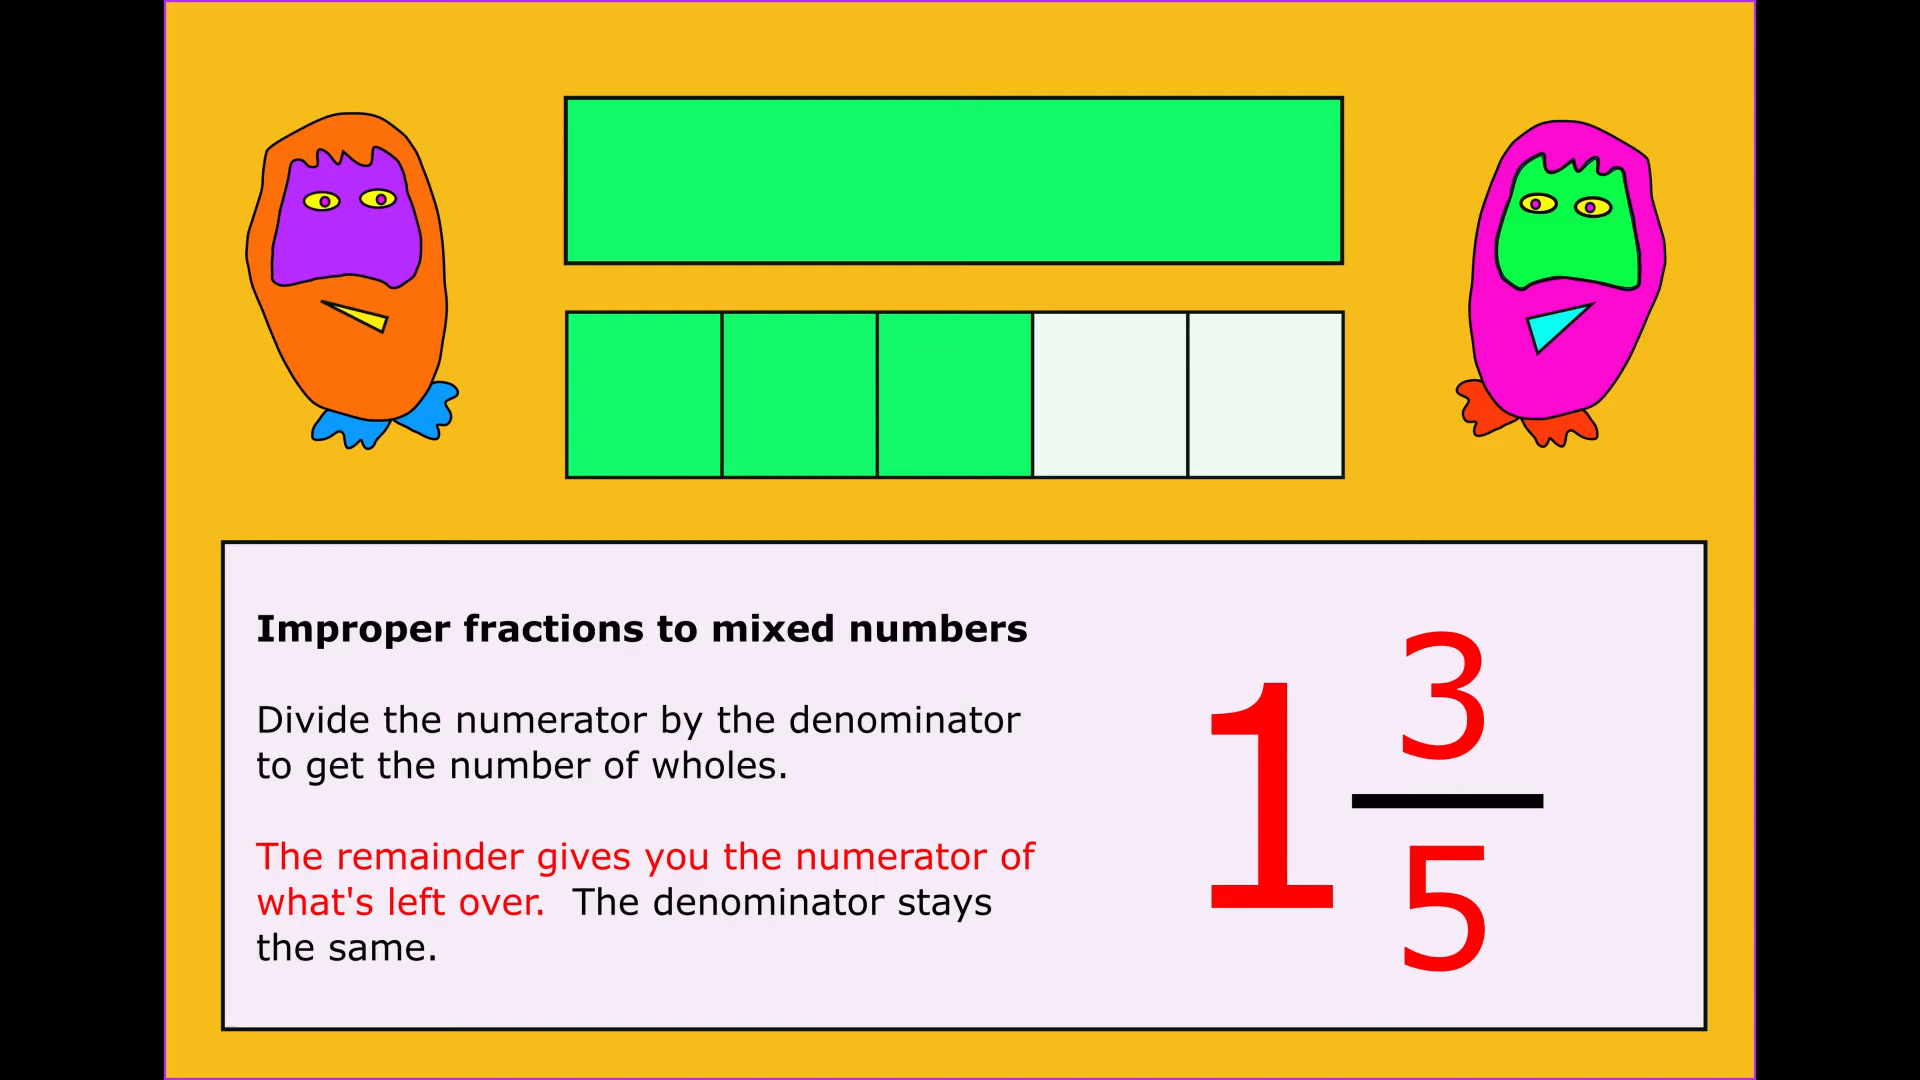 Improper fractions to mixed numbers
Divide the numerator by the denominator
to get the number of wholes.
The remainder gives you the numerator of
what's left over.  The denominator stays
the same.
1 3/5